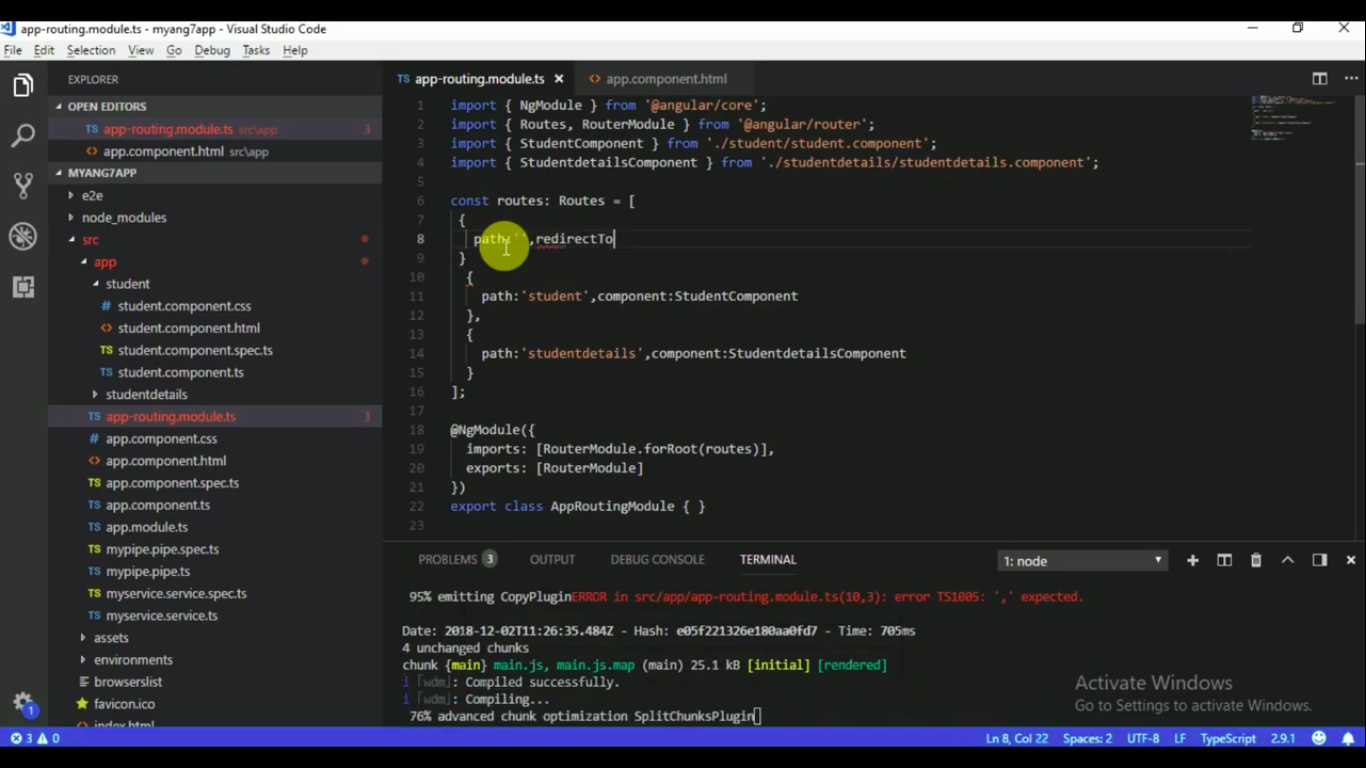 app-routing.module.ts - myang7app - Visual Studio Code
File Edit Selection View Go Debug Tasks Help
EXPLORER
OPEN EDITORS
TS app-routing.module.ts src\app 3
<> app.component.html src\app
MYANG7APP
e2e
node_modules
src
app
student
# student.component.css
<> student.component.html
TS student.component.spec.ts
TS student.component.ts
studentdetails
TS app-routing.module.ts 3
# app.component.css
<> app.component.html
TS app.component.spec.ts
TS app.component.ts
TS app.module.ts
TS mypipe.pipe.spec.ts
TS mypipe.pipe.ts
TS myservice.service.spec.ts
TS myservice.service.ts
assets
environments
browserslist
favicon.ico
<> index.html
1
TS app-routing.module.ts × <> app.component.html
1 import { NgModule } from '@angular/core';
2 import { Routes, RouterModule } from '@angular/router';
3 import { StudentComponent } from './student/student.component';
4 import { StudentdetailsComponent } from './studentdetails/studentdetails.component';
5
6 const routes: Routes = [
7 {
8 path:'',redirectTo
9 }
10 {
11 path:'student',component:StudentComponent
12 },
13 {
14 path:'studentdetails',component:StudentdetailsComponent
15 }
16 ];
17
18 @NgModule({
19 imports: [RouterModule.forRoot(routes)],
20 exports: [RouterModule]
21 })
22 export class AppRoutingModule { }
23
PROBLEMS 3 OUTPUT DEBUG CONSOLE TERMINAL 1: node
95% emitting CopyPluginERROR in src/app/app-routing.module.ts(10,3): error TS1005: ',' expected.
Date: 2018-12-02T11:26:35.484Z - Hash: e05f221326e180aa0fd7 - Time: 705ms
4 unchanged chunks
chunk {main} main.js, main.js.map (main) 25.1 kB [initial] [rendered]
i ｢wdm｣: Compiled successfully.
i ｢wdm｣: Compiling...
76% advanced chunk optimization SplitChunksPlugin
Activate Windows
Go to Settings to activate Windows.
3 0 Ln 8, Col 22 Spaces: 2 UTF-8 LF TypeScript 2.9.1